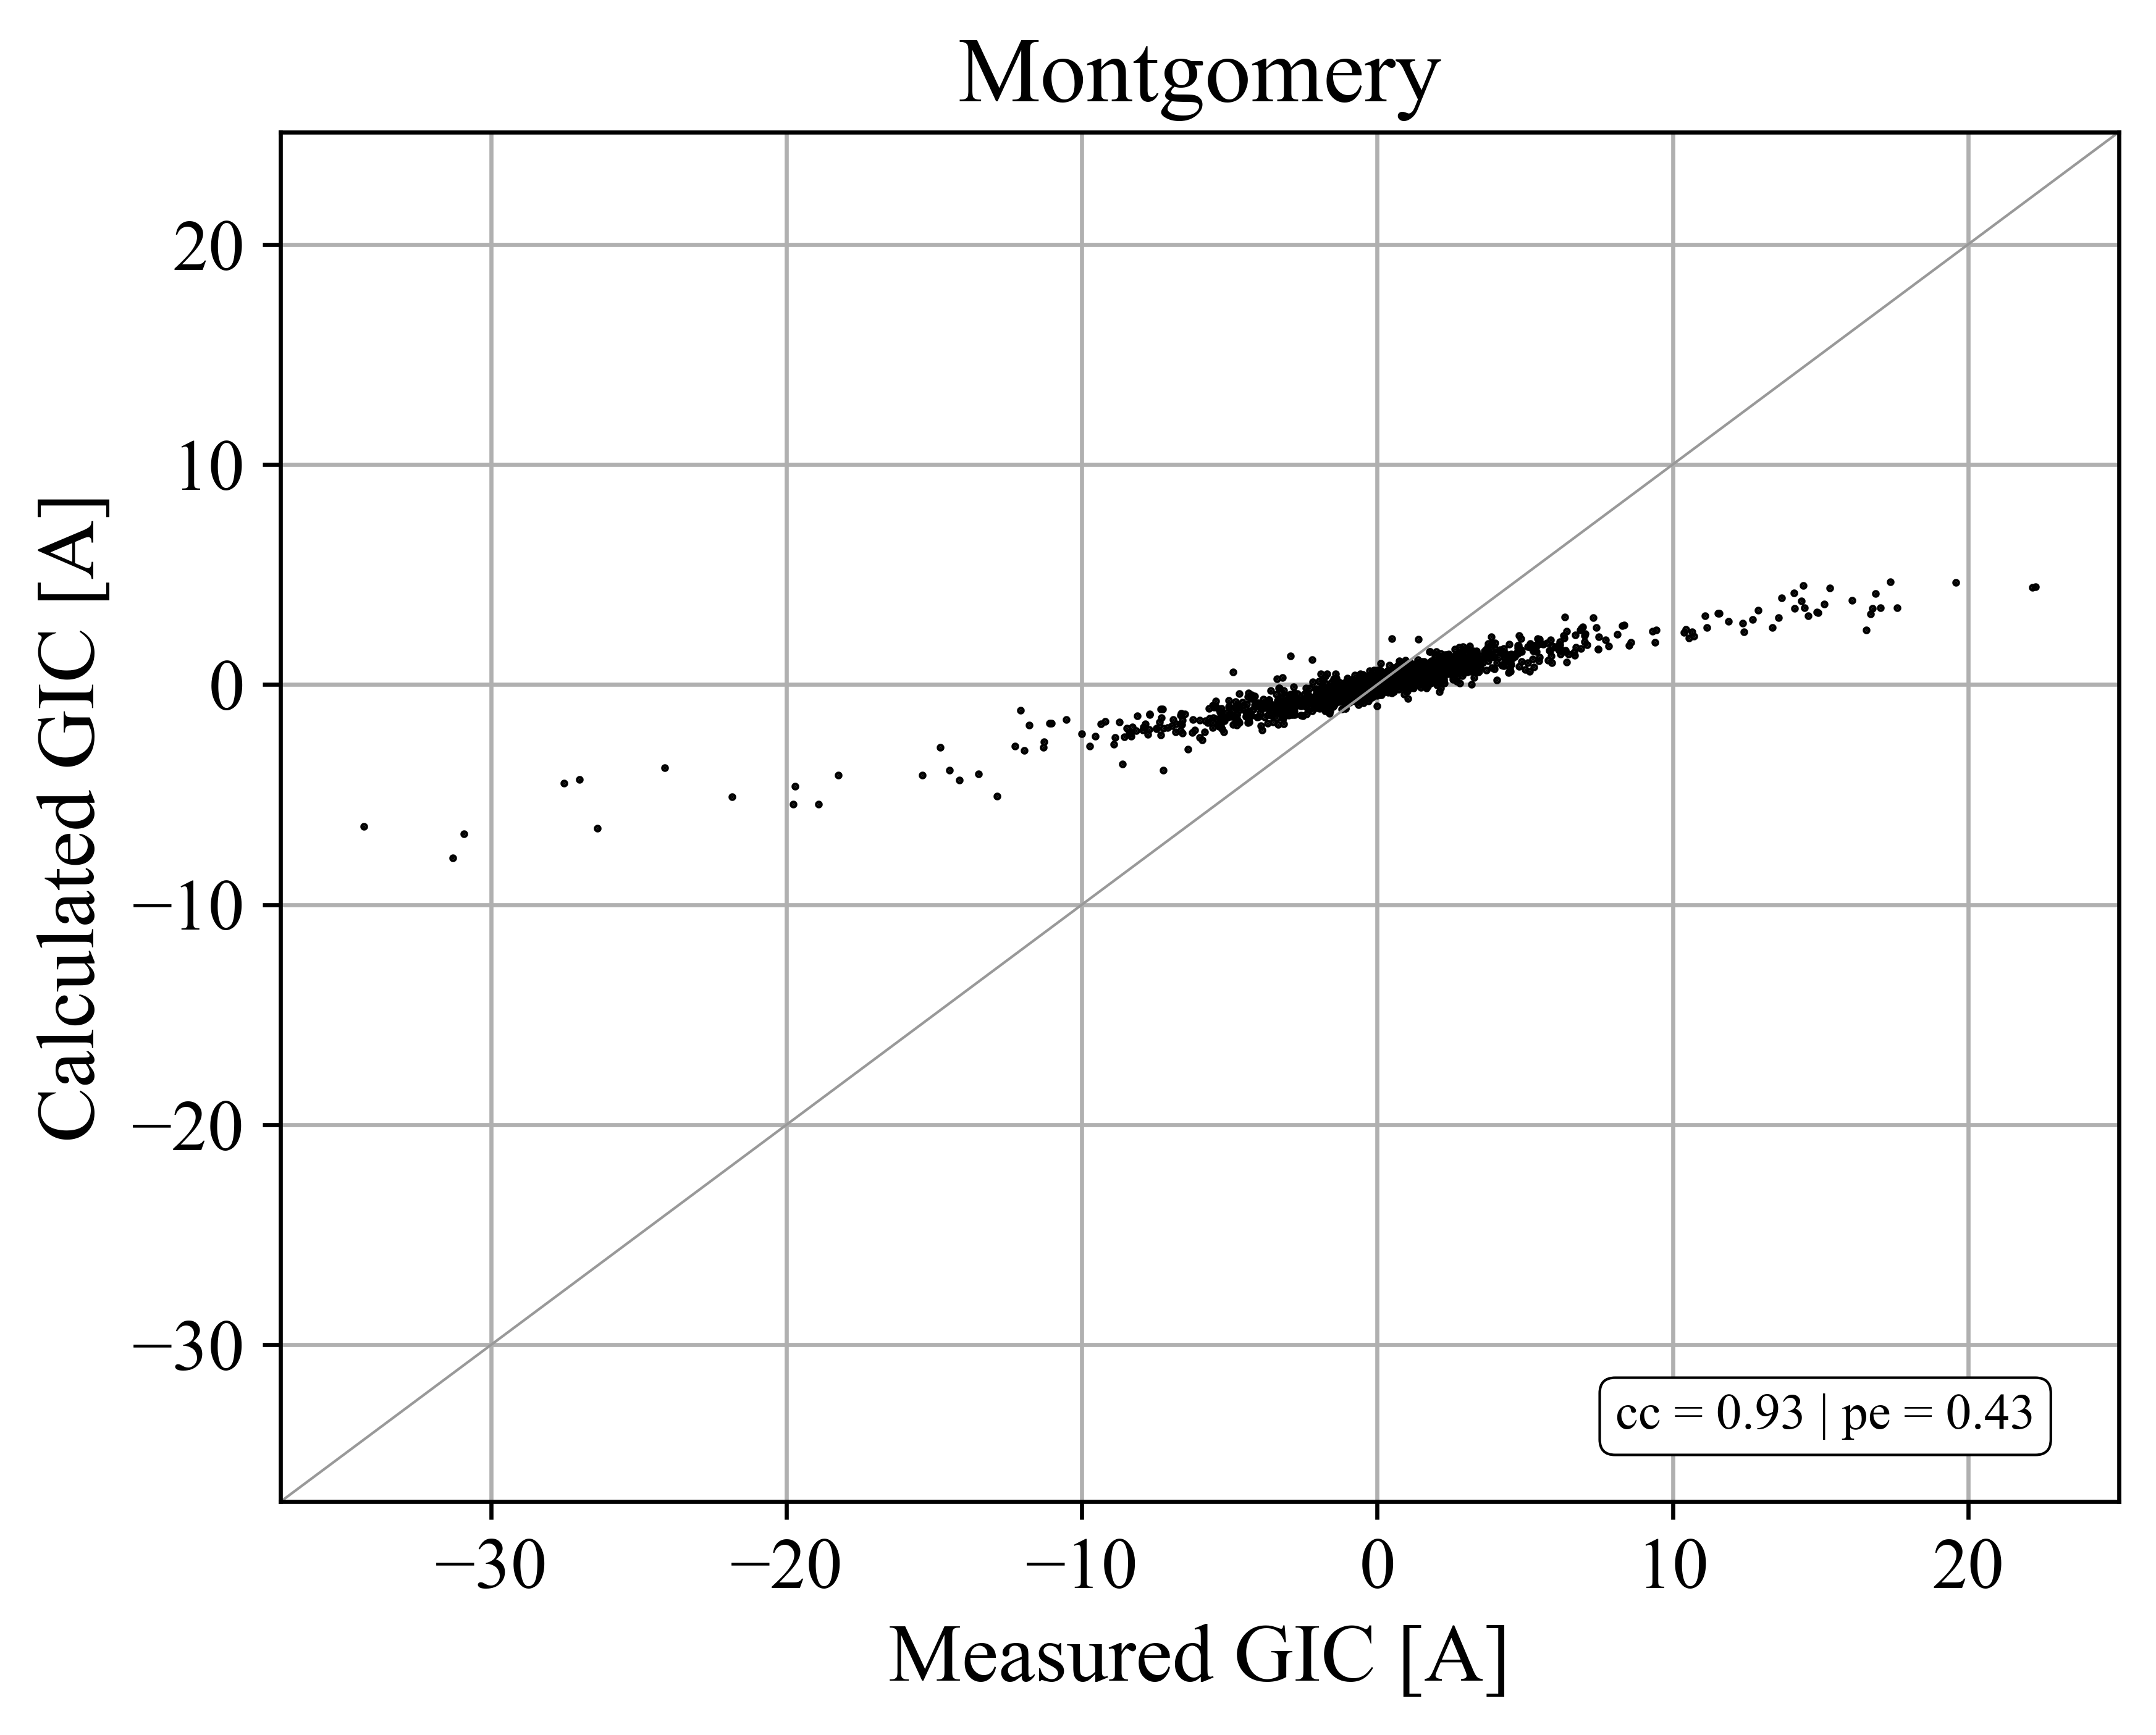 Montgomery
Calculated GIC [A]
20
10
0
−10
−20
−30
cc = 0.93 | pe = 0.43
−30 −20 −10 0 10 20
Measured GIC [A]